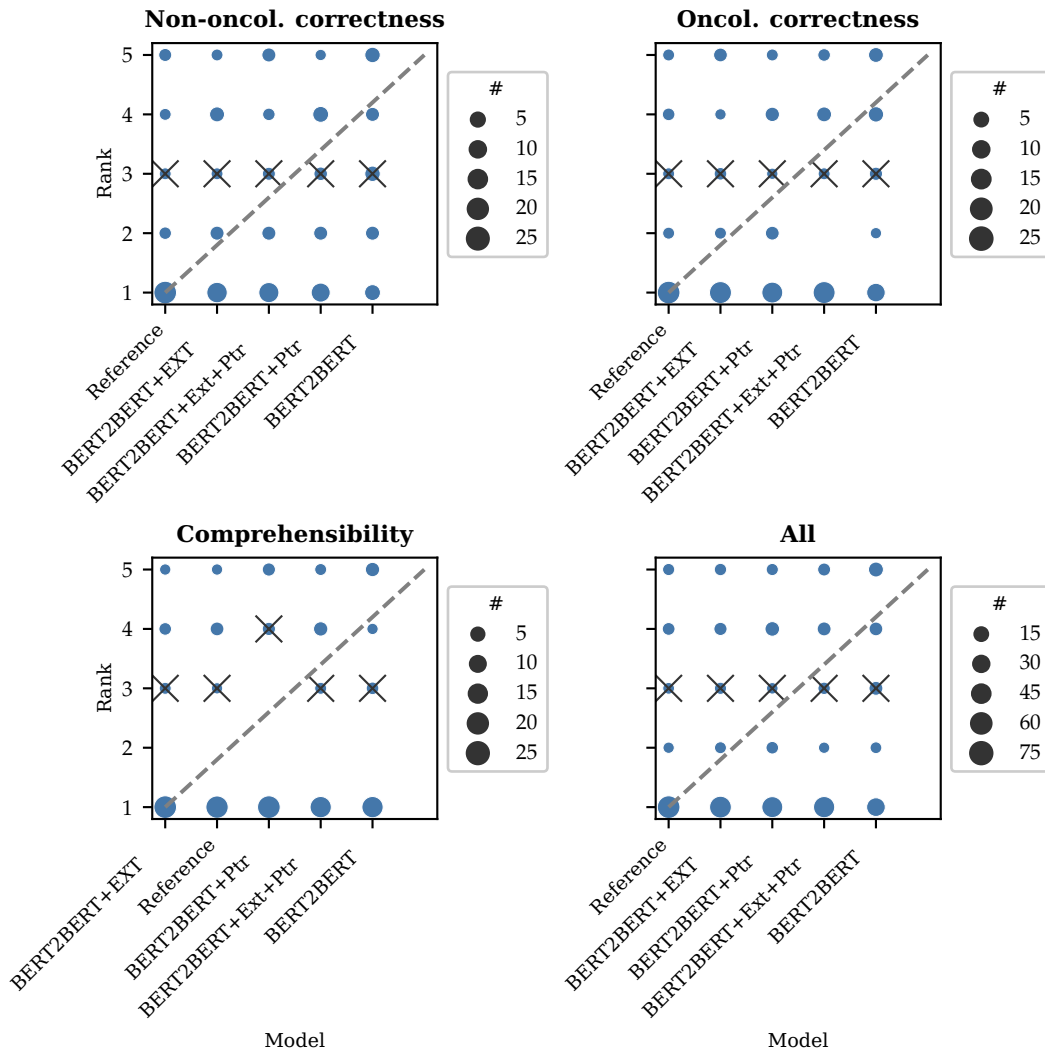 Non-oncol. correctness
Rank
5
4
3
2
1
Reference
BERT2BERT+EXT
BERT2BERT+Ext+Ptr
BERT2BERT+Ptr
BERT2BERT
#
5
10
15
20
25
Oncol. correctness
Reference
BERT2BERT+EXT
BERT2BERT+Ptr
BERT2BERT+Ext+Ptr
BERT2BERT
#
5
10
15
20
25
Comprehensibility
Rank
5
4
3
2
1
BERT2BERT+EXT
Reference
BERT2BERT+Ptr
BERT2BERT+Ext+Ptr
BERT2BERT
Model
#
5
10
15
20
25
All
Reference
BERT2BERT+EXT
BERT2BERT+Ptr
BERT2BERT+Ext+Ptr
BERT2BERT
Model
#
15
30
45
60
75